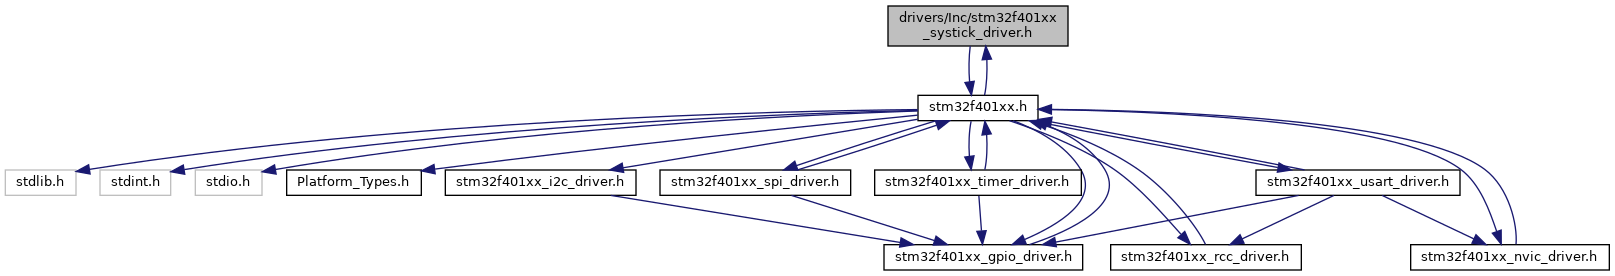 drivers/Inc/stm32f401xx
_systick_driver.h
stm32f401xx.h
stdlib.h
stdint.h
stdio.h
Platform_Types.h
stm32f401xx_i2c_driver.h
stm32f401xx_spi_driver.h
stm32f401xx_timer_driver.h
stm32f401xx_usart_driver.h
stm32f401xx_gpio_driver.h
stm32f401xx_rcc_driver.h
stm32f401xx_nvic_driver.h